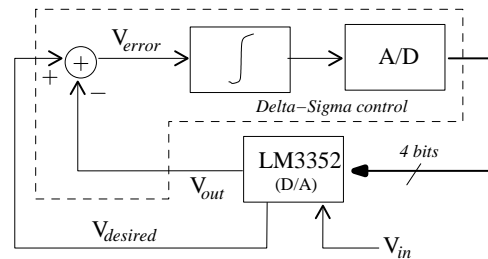 V_error
+
+
−
∫
A/D
Delta−Sigma control
LM3352
(D/A)
4 bits
V_out
V_desired
V_in